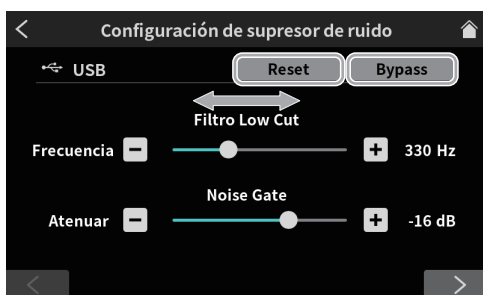 Configuración de supresor de ruido
USB Reset Bypass
Filtro Low Cut
Frecuencia 330 Hz
Noise Gate
Atenuar -16 dB